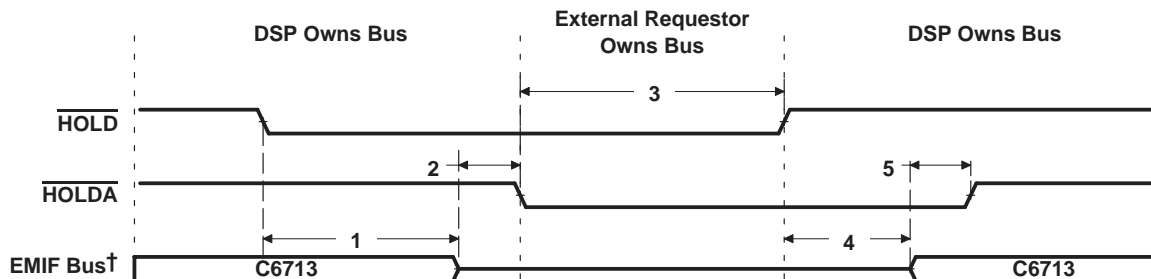 DSP Owns Bus
External Requestor
Owns Bus
DSP Owns Bus
3
HOLD
2
5
HOLDA
1
4
EMIF Bus†
C6713
C6713